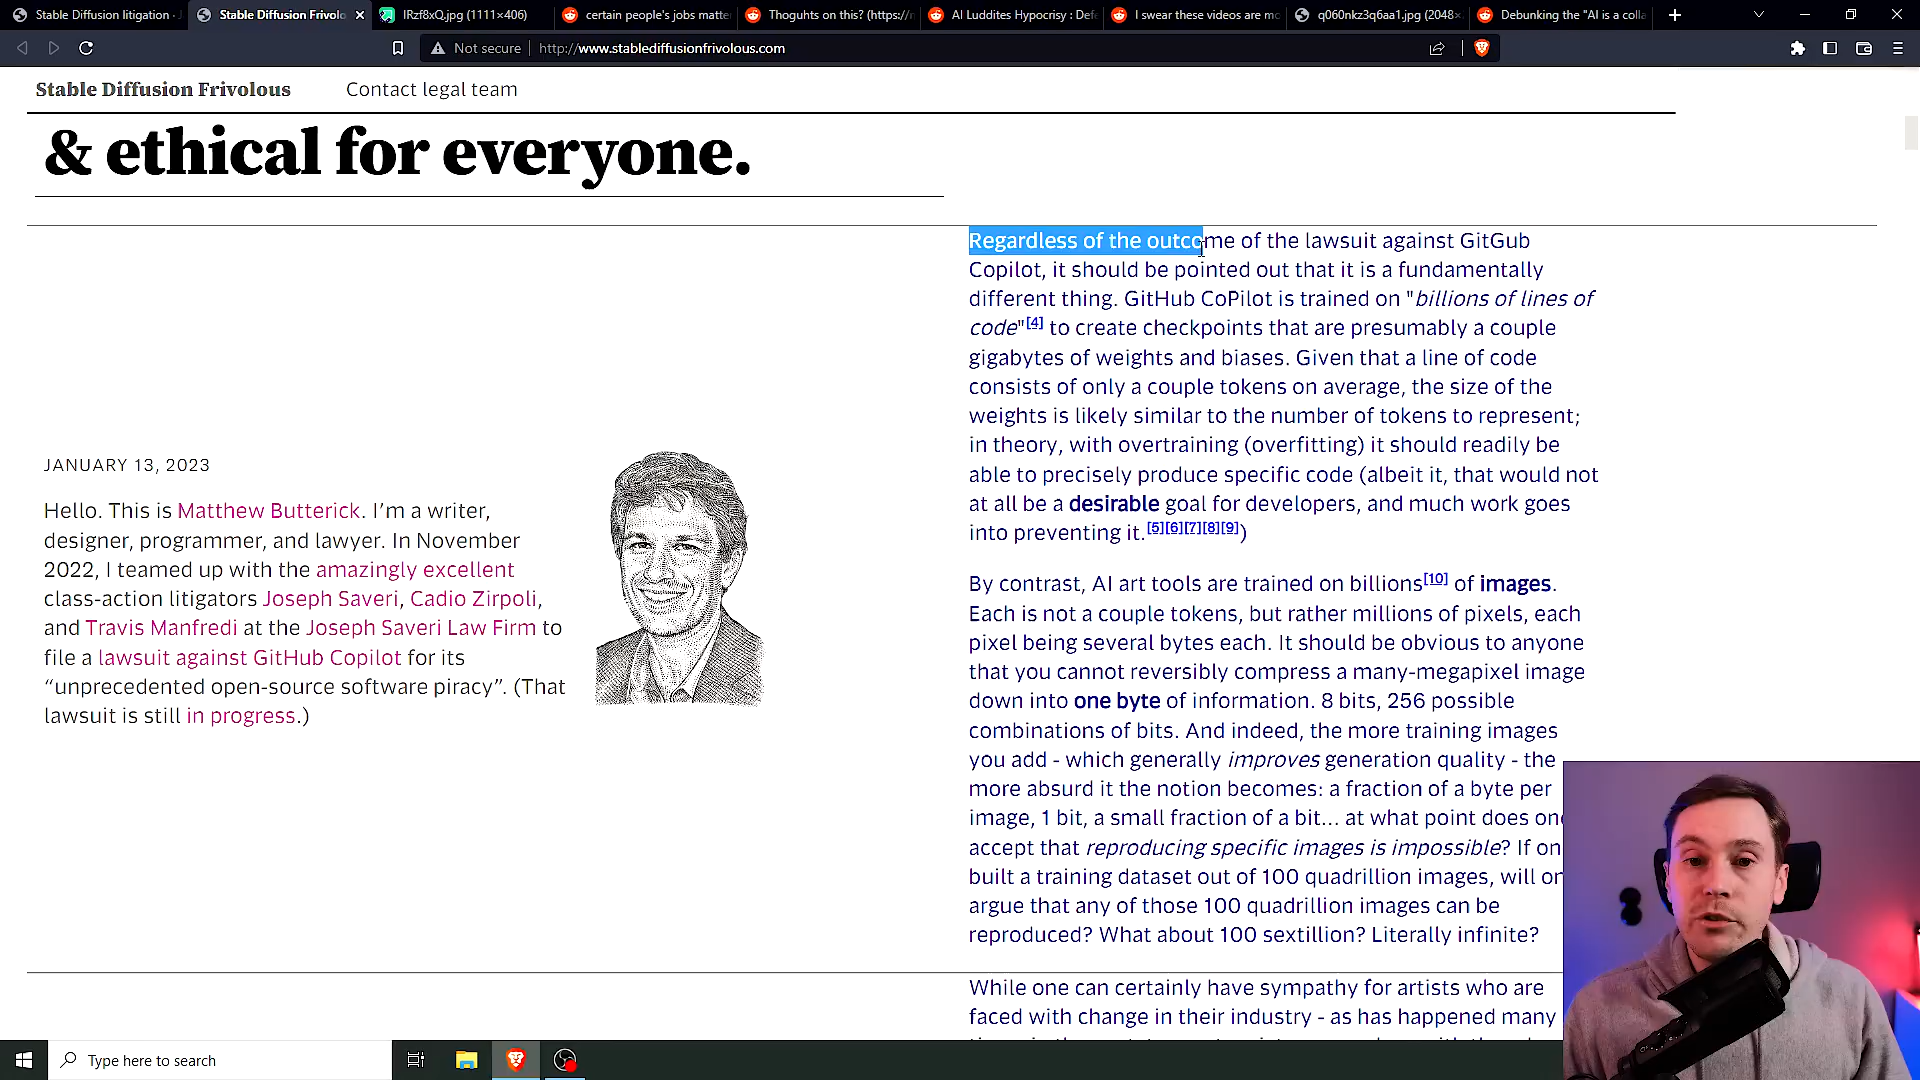 Stable Diffusion litigation -
Stable Diffusion Frivolo
IRzf8xQ.jpg (1111×406)
certain people's jobs matte
Thoguhts on this? (https://
AI Luddites Hypocrisy : Def
I swear these videos are mo
q060nkz3q6aa1.jpg (2048×
Debunking the "AI is a colla
Not secure
http://www.stablediffusionfrivolous.com
Stable Diffusion Frivolous
Contact legal team
& ethical for everyone.
JANUARY 13, 2023
Hello. This is Matthew Butterick. I'm a writer,
designer, programmer, and lawyer. In November
2022, I teamed up with the amazingly excellent
class-action litigators Joseph Saveri, Cadio Zirpoli,
and Travis Manfredi at the Joseph Saveri Law Firm to
file a lawsuit against GitHub Copilot for its
“unprecedented open-source software piracy”. (That
lawsuit is still in progress.)
Regardless of the outcome of the lawsuit against GitGub
Copilot, it should be pointed out that it is a fundamentally
different thing. GitHub CoPilot is trained on "billions of lines of
code"[4] to create checkpoints that are presumably a couple
gigabytes of weights and biases. Given that a line of code
consists of only a couple tokens on average, the size of the
weights is likely similar to the number of tokens to represent;
in theory, with overtraining (overfitting) it should readily be
able to precisely produce specific code (albeit it, that would not
at all be a desirable goal for developers, and much work goes
into preventing it.[5][6][7][8][9])
By contrast, AI art tools are trained on billions[10] of images.
Each is not a couple tokens, but rather millions of pixels, each
pixel being several bytes each. It should be obvious to anyone
that you cannot reversibly compress a many-megapixel image
down into one byte of information. 8 bits, 256 possible
combinations of bits. And indeed, the more training images
you add - which generally improves generation quality - the
more absurd it the notion becomes: a fraction of a byte per
image, 1 bit, a small fraction of a bit... at what point does on
accept that reproducing specific images is impossible? If on
built a training dataset out of 100 quadrillion images, will on
argue that any of those 100 quadrillion images can be
reproduced? What about 100 sextillion? Literally infinite?
While one can certainly have sympathy for artists who are
faced with change in their industry - as has happened many
Type here to search